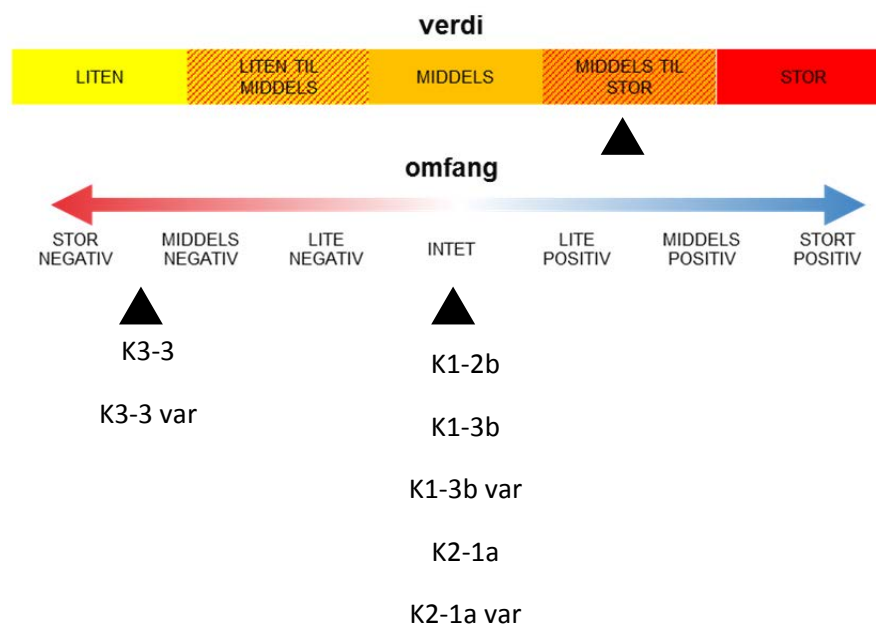 verdi
LITEN
LITEN TIL
MIDDELS
MIDDELS
MIDDELS TIL
STOR
STOR
omfang
STOR
NEGATIV
MIDDELS
NEGATIV
LITE
NEGATIV
INTET
LITE
POSITIV
MIDDELS
POSITIV
STORT
POSITIV
K3-3
K3-3 var
K1-2b
K1-3b
K1-3b var
K2-1a
K2-1a var